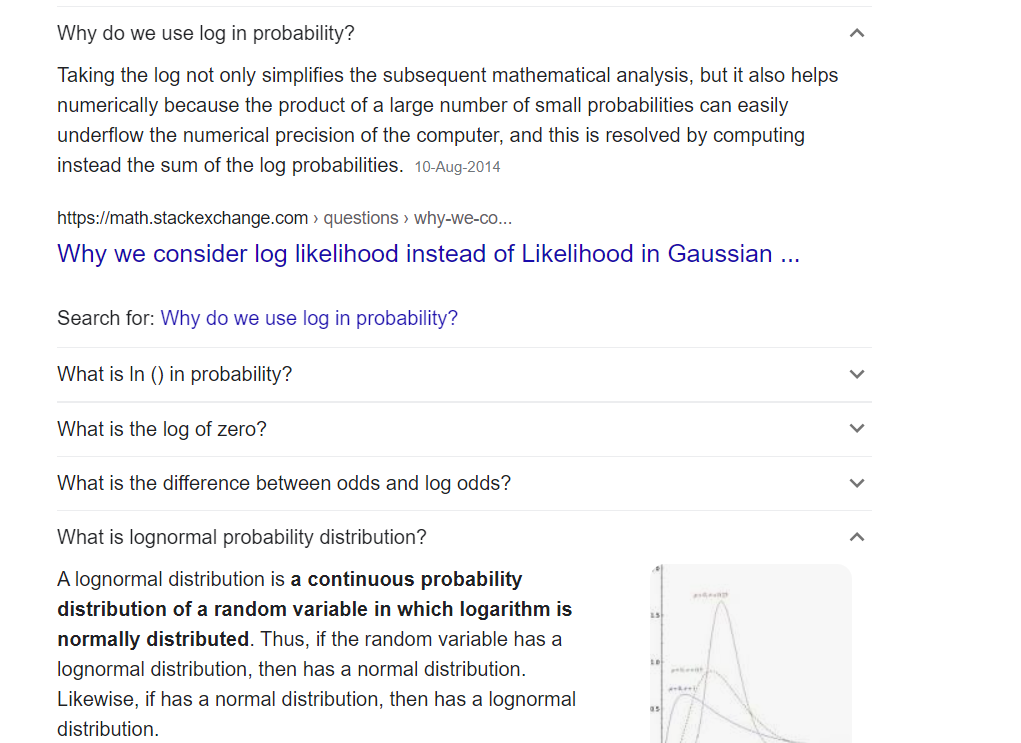 Why do we use log in probability?
Taking the log not only simplifies the subsequent mathematical analysis, but it also helps
numerically because the product of a large number of small probabilities can easily
underflow the numerical precision of the computer, and this is resolved by computing
instead the sum of the log probabilities. 10-Aug-2014
https://math.stackexchange.com › questions › why-we-co...
Why we consider log likelihood instead of Likelihood in Gaussian ...
Search for: Why do we use log in probability?
What is ln () in probability?
What is the log of zero?
What is the difference between odds and log odds?
What is lognormal probability distribution?
A lognormal distribution is a continuous probability
distribution of a random variable in which logarithm is
normally distributed. Thus, if the random variable has a
lognormal distribution, then has a normal distribution.
Likewise, if has a normal distribution, then has a lognormal
distribution.